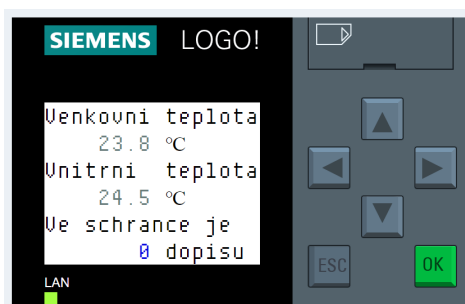 SIEMENS LOGO!
Venkovni teplota
23.8 °C
Vnitrni teplota
24.5 °C
Ve schrance je
0 dopisu
ESC
OK
LAN